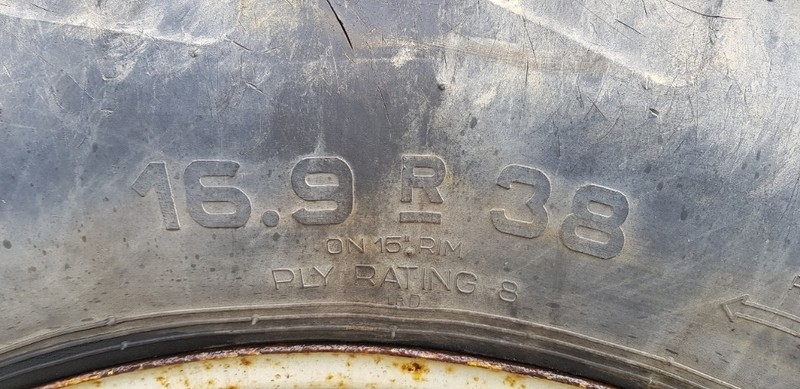 16.9 R 38
ON 15" RIM
PLY RATING 8